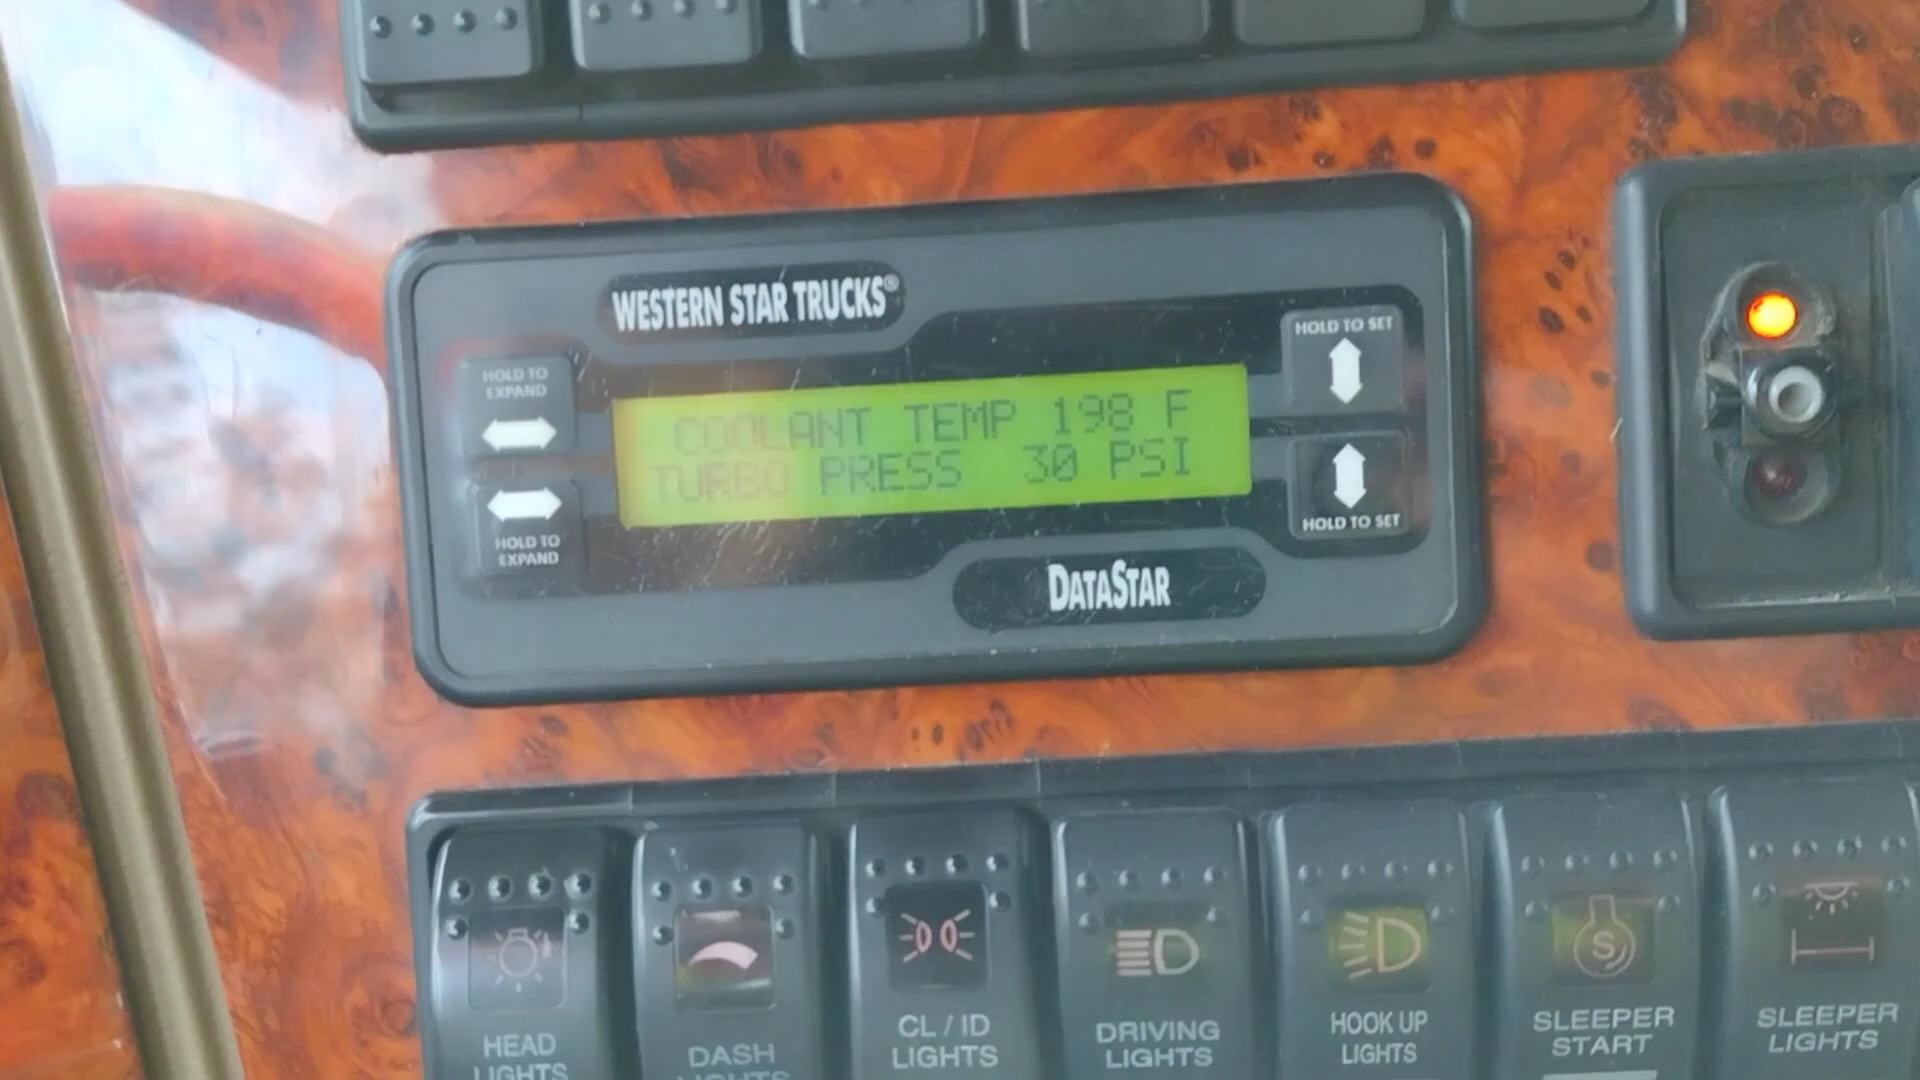 WESTERN STAR TRUCKS®
HOLD TO SET
HOLD TO
EXPAND
COOLANT TEMP 198 F
TURBO PRESS 30 PSI
HOLD TO
EXPAND
HOLD TO SET
DATASTAR
HEAD
LIGHTS
DASH
LIGHTS
CL / ID
LIGHTS
DRIVING
LIGHTS
HOOK UP
LIGHTS
S
SLEEPER
START
SLEEPER
LIGHTS